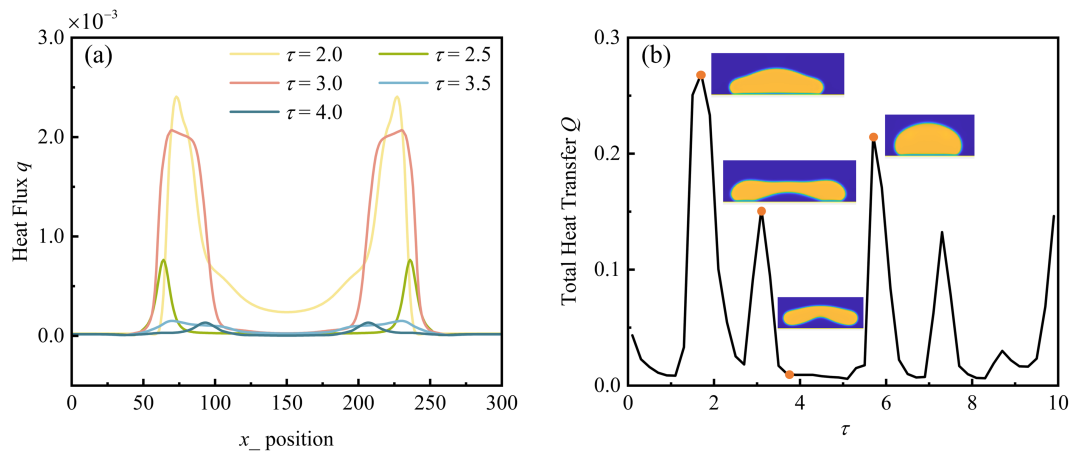 ×10⁻³
(a)
3.0
2.0
1.0
0.0
Heat Flux q
τ = 2.0
τ = 2.5
τ = 3.0
τ = 3.5
τ = 4.0
0 50 100 150 200 250 300
x_ position
(b)
0.3
0.2
0.1
0.0
Total Heat Transfer Q
0 2 4 6 8 10
τ